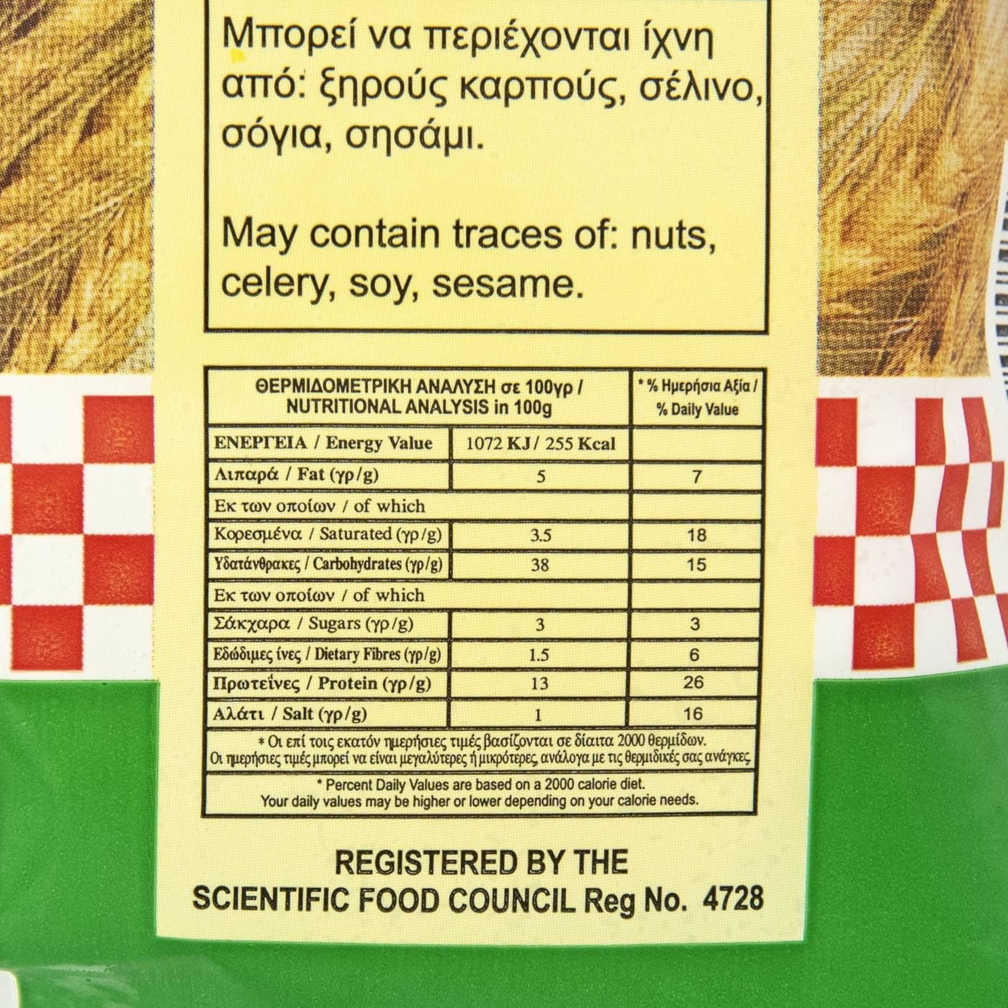 Μπορεί να περιέχονται ίχνη
από: ξηρούς καρπούς, σέλινο,
σόγια, σησάμι.
May contain traces of: nuts,
celery, soy, sesame.
ΘΕΡΜΙΔΟΜΕΤΡΙΚΗ ΑΝΑΛΥΣΗ σε 100γρ / * % Ημερήσια Αξία /
NUTRITIONAL ANALYSIS in 100g % Daily Value
ΕΝΕΡΓΕΙΑ / Energy Value 1072 KJ / 255 Kcal
Λιπαρά / Fat (γρ/g) 5 7
Εκ των οποίων / of which
Κορεσμένα / Saturated (γρ/g) 3.5 18
Υδατάνθρακες / Carbohydrates (γρ/g) 38 15
Εκ των οποίων / of which
Σάκχαρα / Sugars (γρ/g) 3 3
Εδώδιμες ίνες / Dietary Fibres (γρ/g) 1.5 6
Πρωτεΐνες / Protein (γρ/g) 13 26
Αλάτι / Salt (γρ/g) 1 16
* Οι επί τοις εκατόν ημερήσιες τιμές βασίζονται σε δίαιτα 2000 θερμίδων.
Οι ημερήσιες τιμές μπορεί να είναι μεγαλύτερες ή μικρότερες, ανάλογα με τις θερμιδικές σας ανάγκες.
* Percent Daily Values are based on a 2000 calorie diet.
Your daily values may be higher or lower depending on your calorie needs.
REGISTERED BY THE
SCIENTIFIC FOOD COUNCIL Reg No. 4728